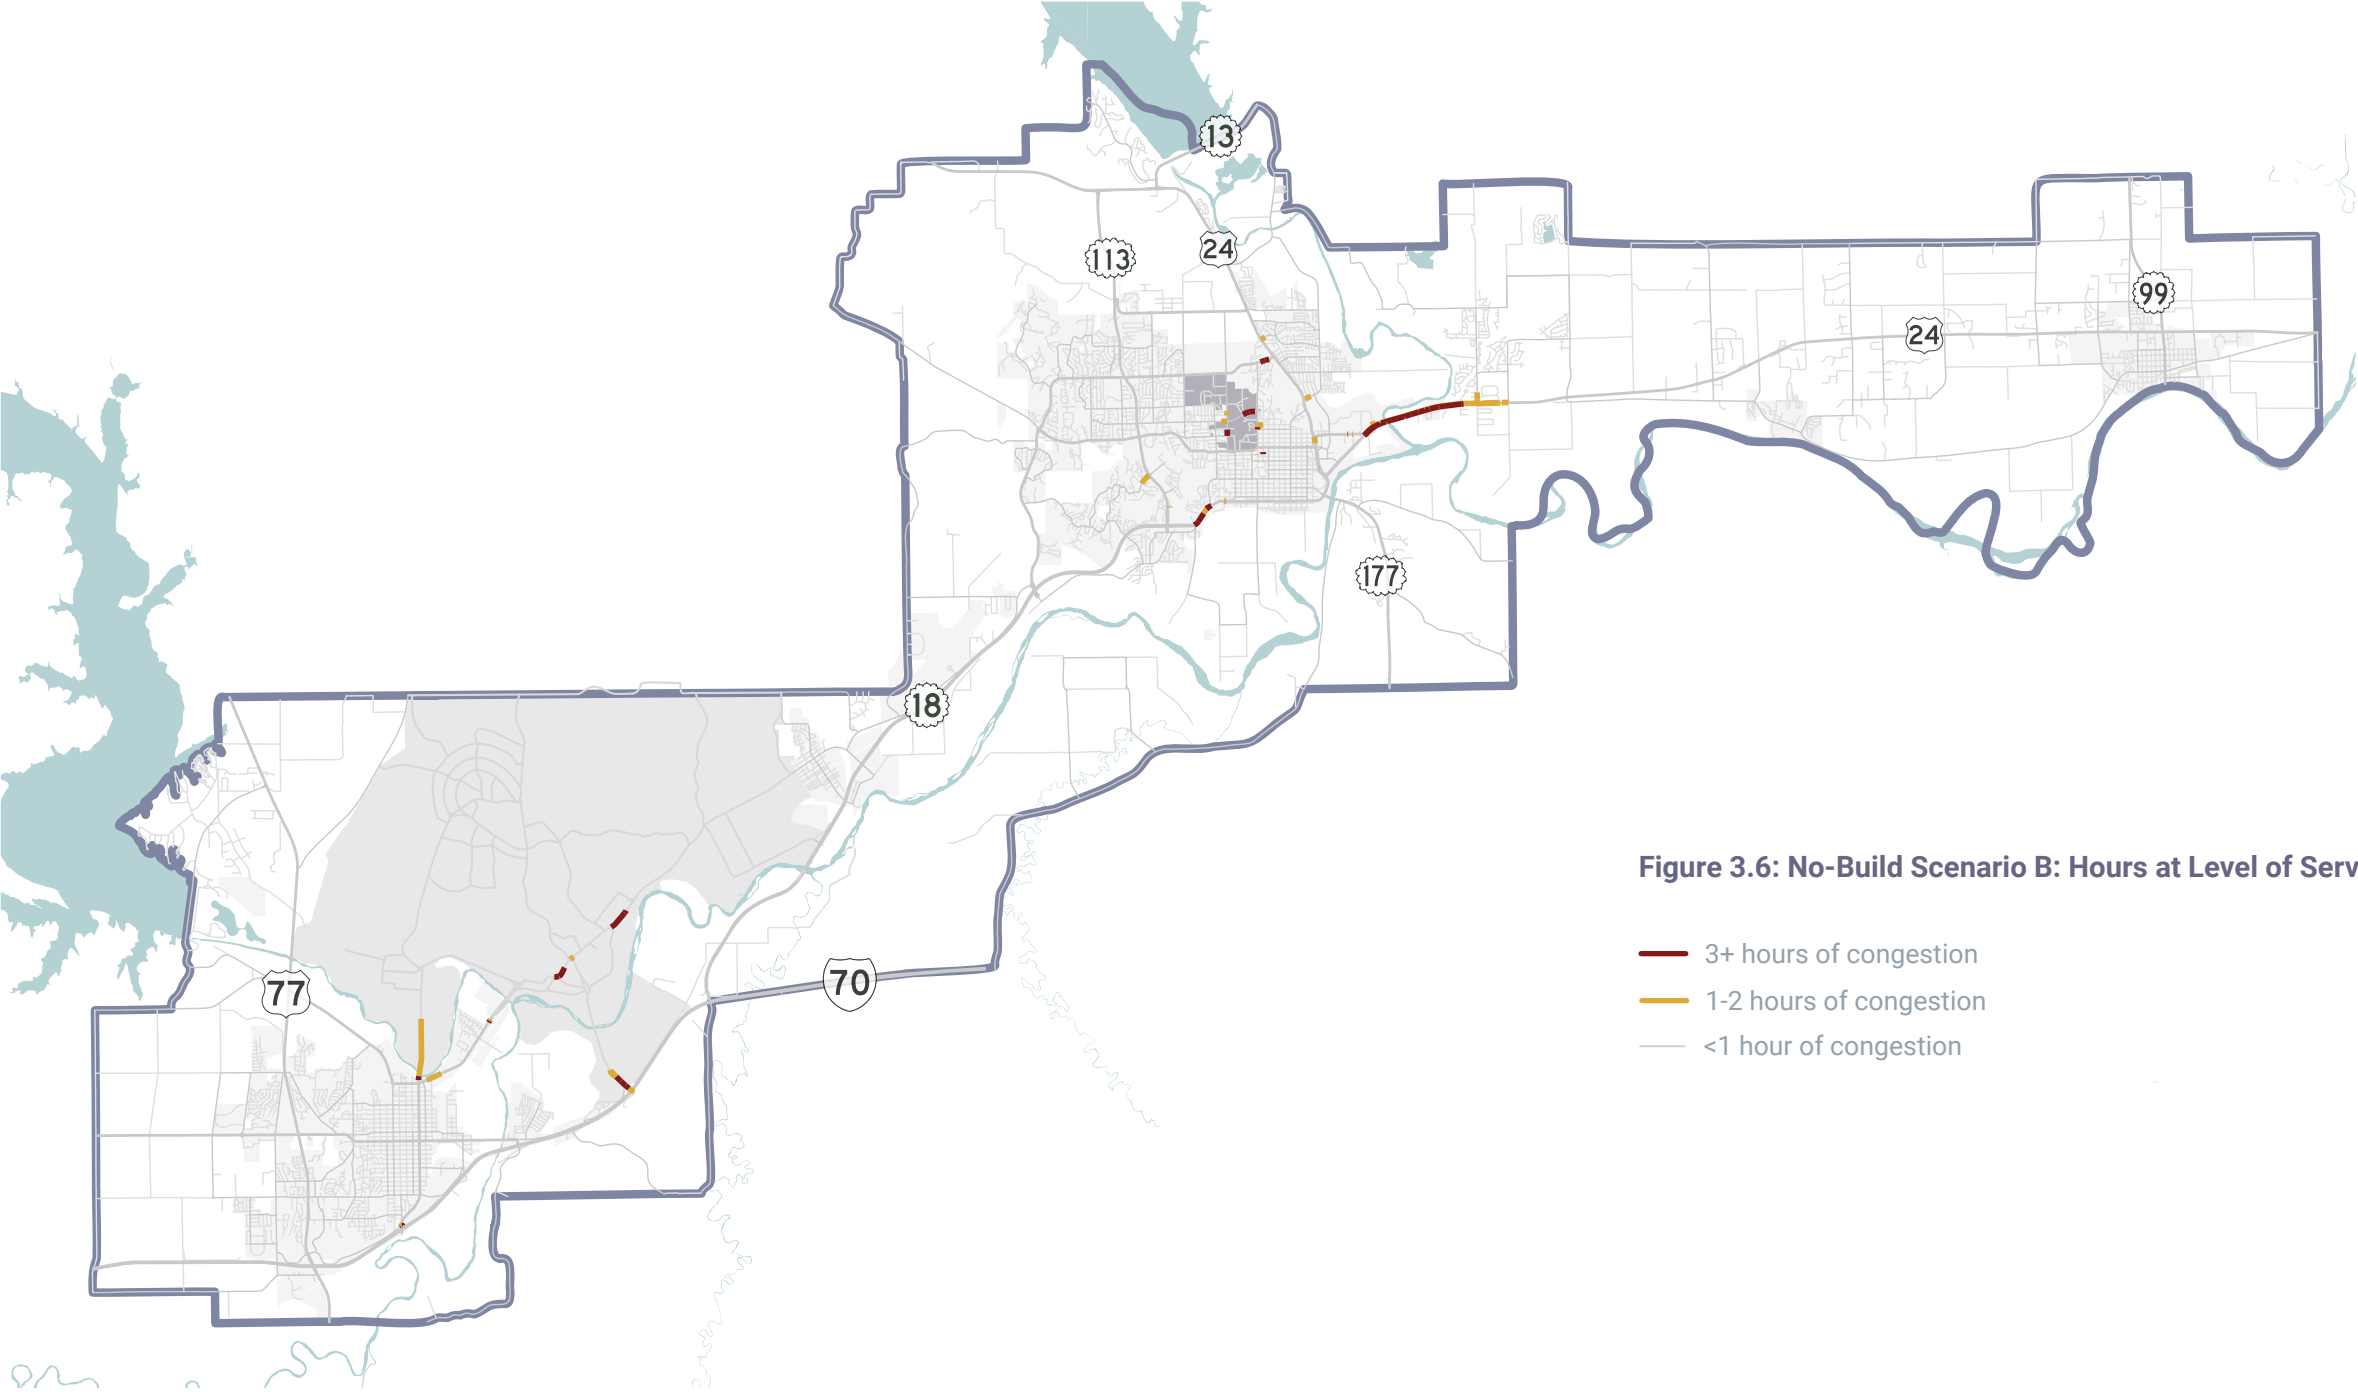 13
113
24
99
24
177
18
Figure 3.6: No-Build Scenario B: Hours at Level of Serv
3+ hours of congestion
70
77
1-2 hours of congestion
<1 hour of congestion